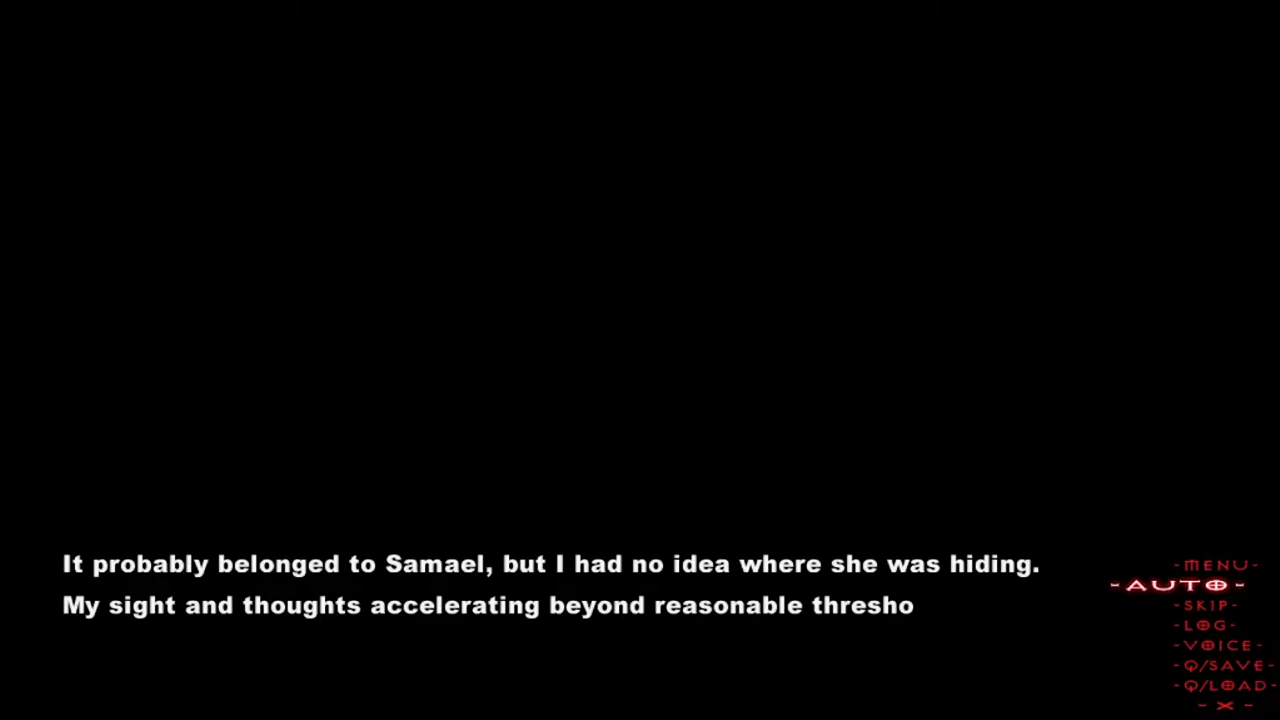 It probably belonged to Samael, but I had no idea where she was hiding.
My sight and thoughts accelerating beyond reasonable thresho
-MENU-
-AUTO-
-SKIP-
-LOG-
-VOICE-
-Q/SAVE-
-Q/LOAD-
-X-